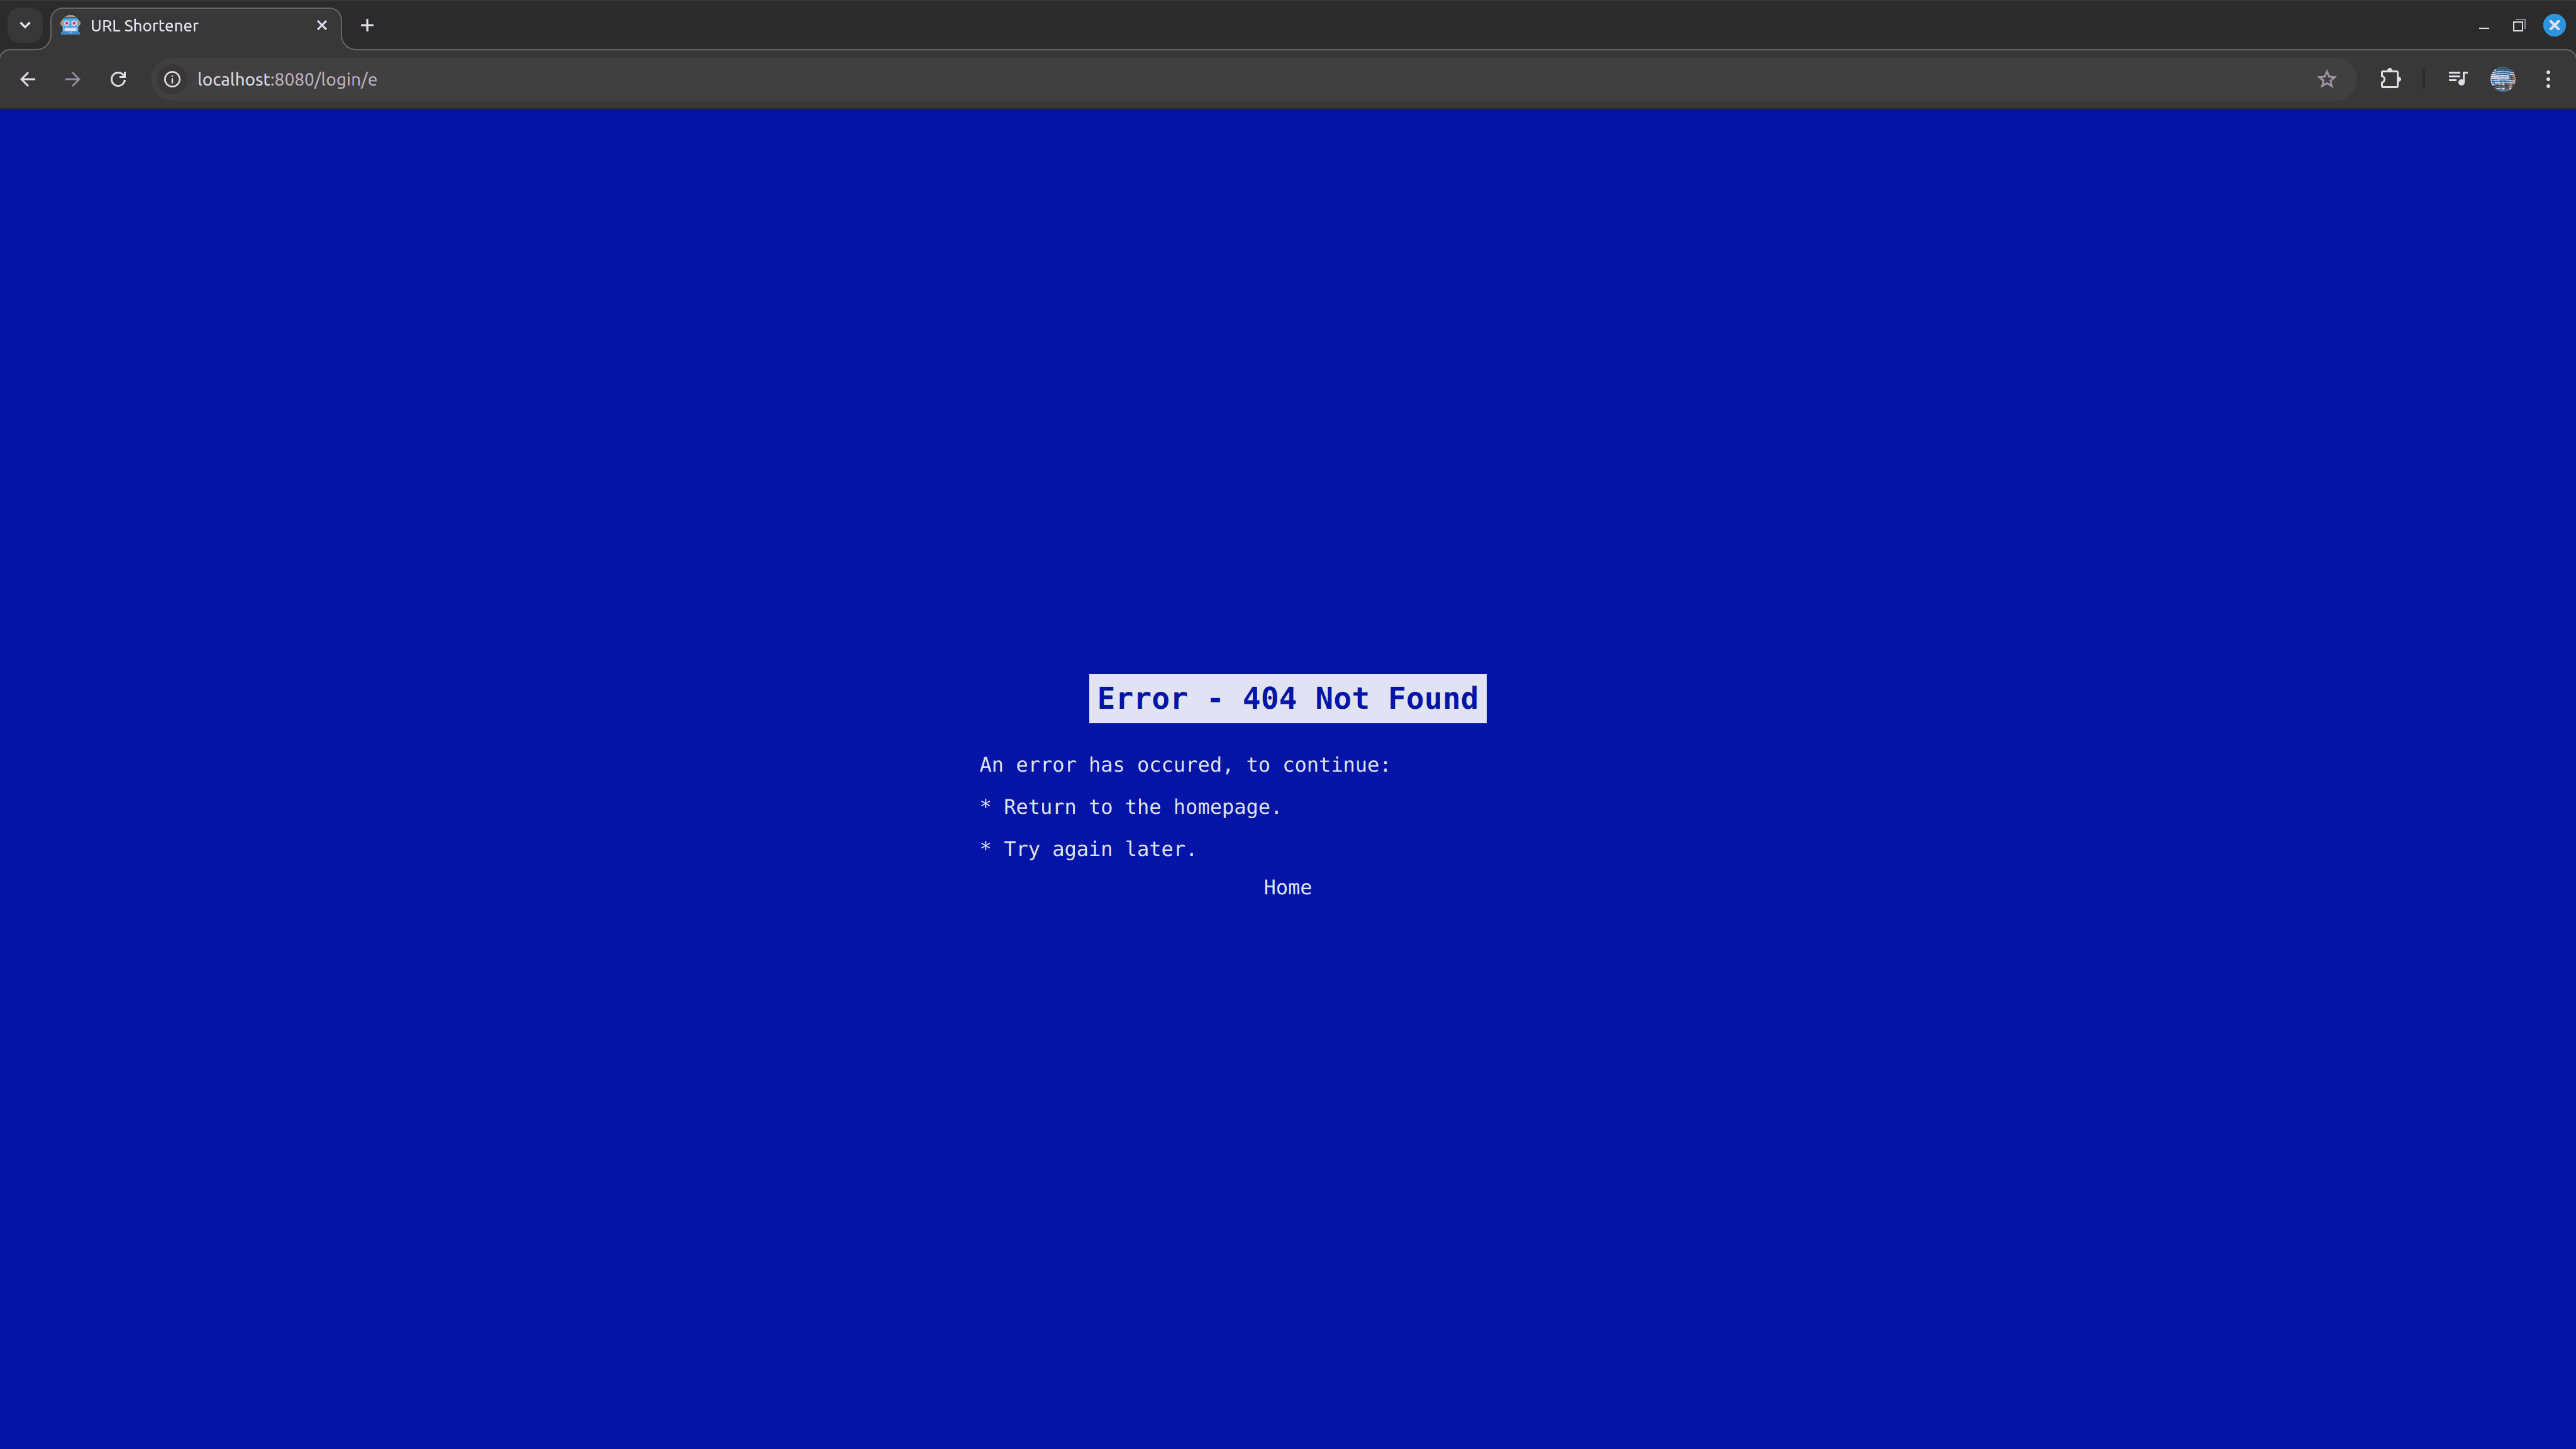 URL Shortener
localhost:8080/login/e
Error - 404 Not Found
An error has occured, to continue:
* Return to the homepage.
* Try again later.
Home